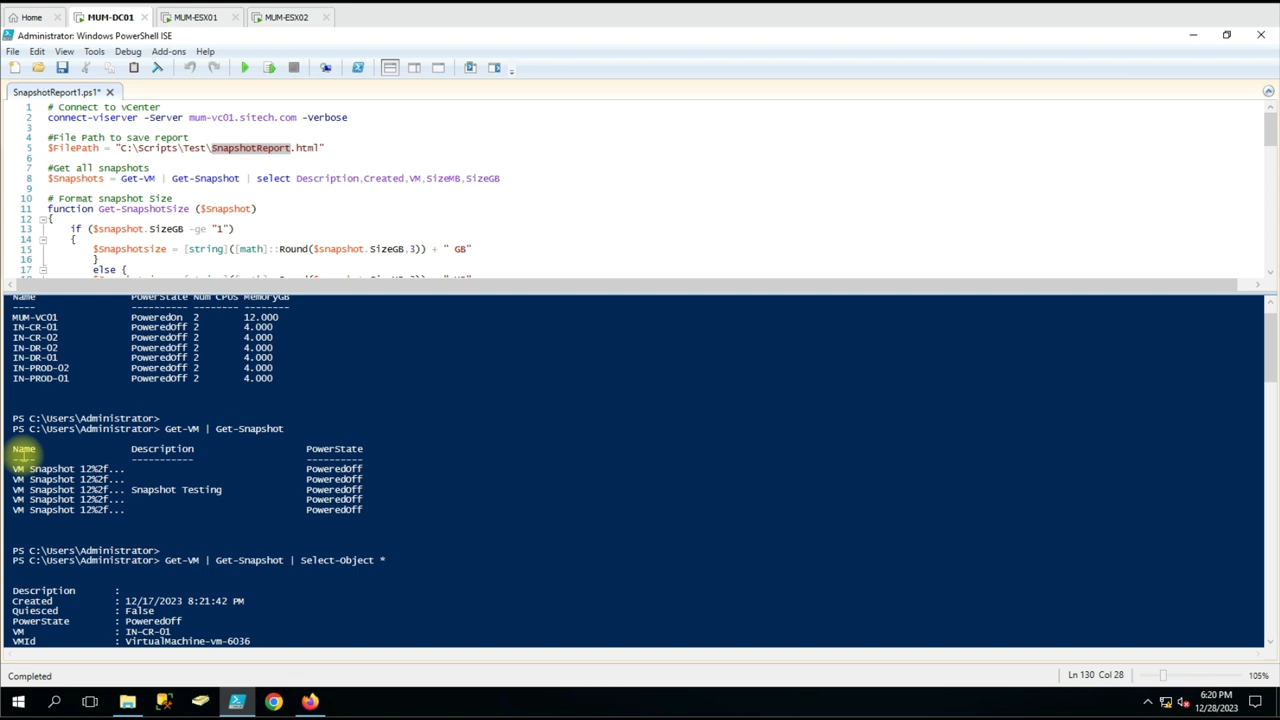 Home
MUM-DC01
MUM-ESX01
MUM-ESX02
Administrator: Windows PowerShell ISE
File Edit View Tools Debug Add-ons Help
SnapshotReport1.ps1*
1 # Connect to vCenter
2 connect-viserver -Server mum-vc01.sitech.com -Verbose
3
4 #File Path to save report
5 $FilePath = "C:\Scripts\Test\SnapshotReport.html"
6
7 #Get all snapshots
8 $Snapshots = Get-VM | Get-Snapshot | select Description,Created,VM,SizeMB,SizeGB
9
10 # Format snapshot Size
11 function Get-SnapshotSize ($Snapshot)
12 {
13 if ($snapshot.SizeGB -ge "1")
14 {
15 $Snapshotsize = [string]([math]::Round($snapshot.SizeGB,3)) + " GB"
16 }
17 else {
Name PowerState Num CPUs MemoryGB
---- ---------- -------- --------
MUM-VC01 PoweredOn 2 12.000
IN-CR-01 PoweredOff 2 4.000
IN-CR-02 PoweredOff 2 4.000
IN-DR-02 PoweredOff 2 4.000
IN-DR-01 PoweredOff 2 4.000
IN-PROD-02 PoweredOff 2 4.000
IN-PROD-01 PoweredOff 2 4.000
PS C:\Users\Administrator>
PS C:\Users\Administrator> Get-VM | Get-Snapshot
Name Description PowerState
---- ----------- ----------
VM Snapshot 12%2f... PoweredOff
VM Snapshot 12%2f... PoweredOff
VM Snapshot 12%2f... Snapshot Testing PoweredOff
VM Snapshot 12%2f... PoweredOff
VM Snapshot 12%2f... PoweredOff
PS C:\Users\Administrator>
PS C:\Users\Administrator> Get-VM | Get-Snapshot | Select-Object *
Description :
Created : 12/17/2023 8:21:42 PM
Quiesced : False
PowerState : PoweredOff
VM : IN-CR-01
VMId : VirtualMachine-vm-6036
Completed
Ln 130 Col 28
105%
6:20 PM
12/28/2023